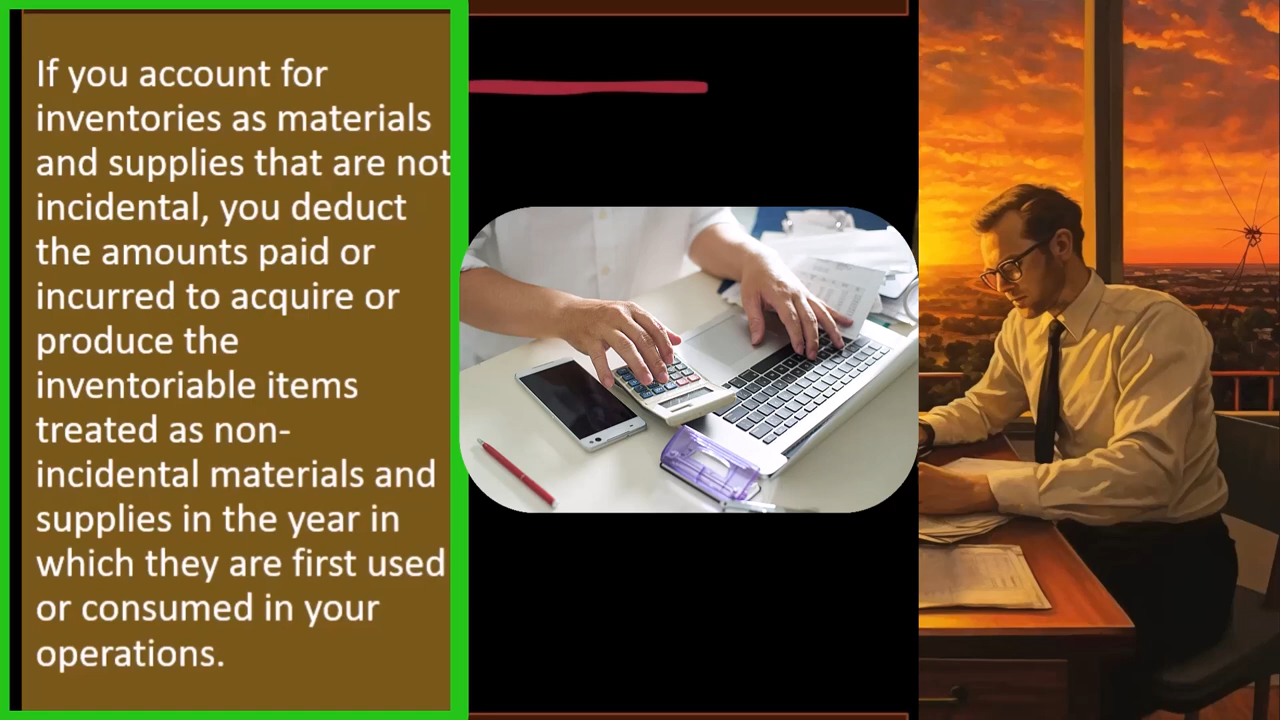 If you account for
inventories as materials
and supplies that are not
incidental, you deduct
the amounts paid or
incurred to acquire or
produce the
inventoriable items
treated as non-
incidental materials and
supplies in the year in
which they are first used
or consumed in your
operations.